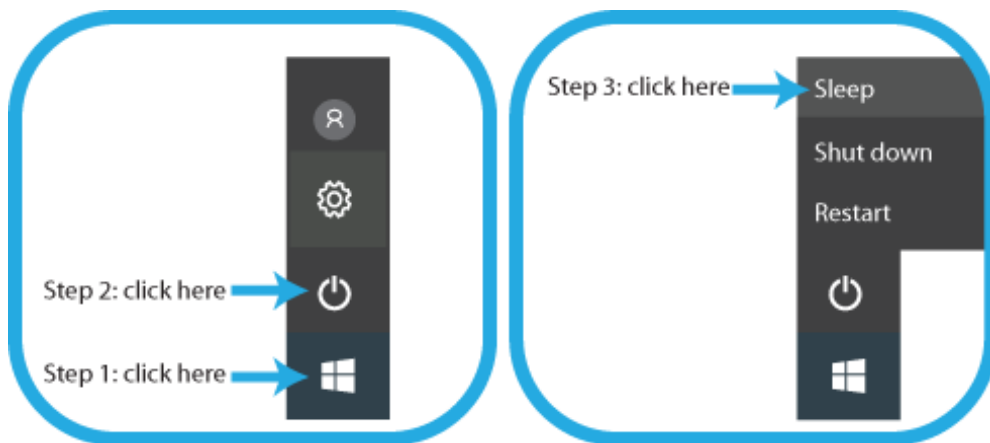 Step 2: click here
Step 1: click here
Step 3: click here
Sleep
Shut down
Restart